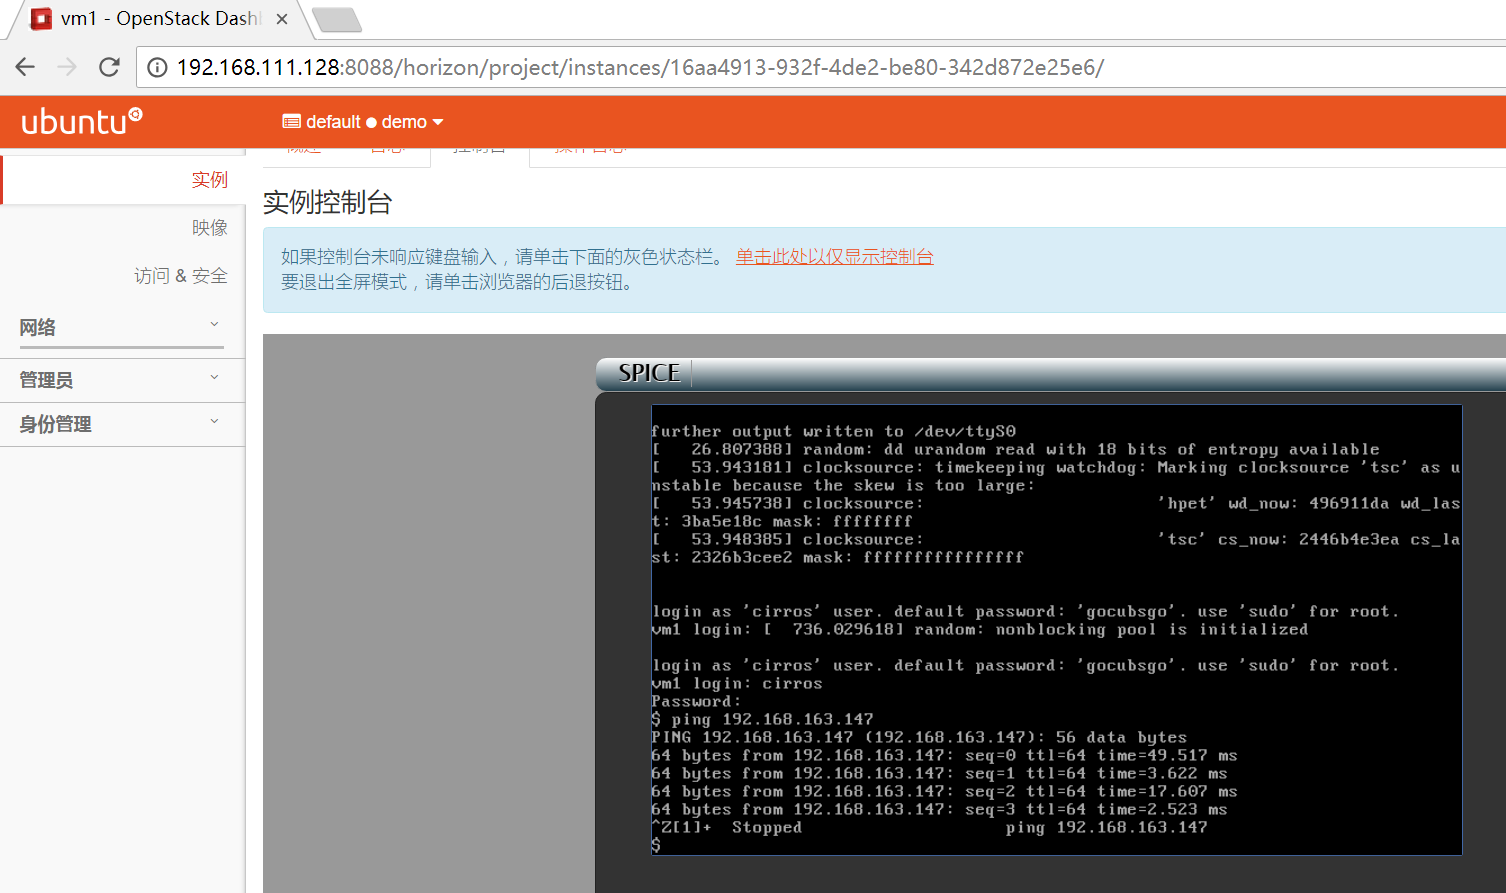 vm1 - OpenStack Dash
192.168.111.128:8088/horizon/project/instances/16aa4913-932f-4de2-be80-342d872e25e6/
ubuntu
default ● demo
实例
映像
访问 & 安全
网络
管理员
身份管理
实例控制台
如果控制台未响应键盘输入，请单击下面的灰色状态栏。 单击此处以仅显示控制台
要退出全屏模式，请单击浏览器的后退按钮。
SPICE
further output written to /dev/ttyS0
[   26.807388] random: dd urandom read with 18 bits of entropy available
[   53.943181] clocksource: timekeeping watchdog: Marking clocksource 'tsc' as u
nstable because the skew is too large:
[   53.945738] clocksource:                       'hpet' wd_now: 496911da wd_las
t: 3ba5e18c mask: ffffffff
[   53.948385] clocksource:                       'tsc' cs_now: 2446b4e3ea cs_la
st: 2326b3cee2 mask: ffffffffffffffff
login as 'cirros' user. default password: 'gocubsgo'. use 'sudo' for root.
vm1 login: [  736.029618] random: nonblocking pool is initialized
login as 'cirros' user. default password: 'gocubsgo'. use 'sudo' for root.
vm1 login: cirros
Password:
$ ping 192.168.163.147
PING 192.168.163.147 (192.168.163.147): 56 data bytes
64 bytes from 192.168.163.147: seq=0 ttl=64 time=49.517 ms
64 bytes from 192.168.163.147: seq=1 ttl=64 time=3.622 ms
64 bytes from 192.168.163.147: seq=2 ttl=64 time=17.607 ms
64 bytes from 192.168.163.147: seq=3 ttl=64 time=2.523 ms
^Z[1]+  Stopped                    ping 192.168.163.147
$